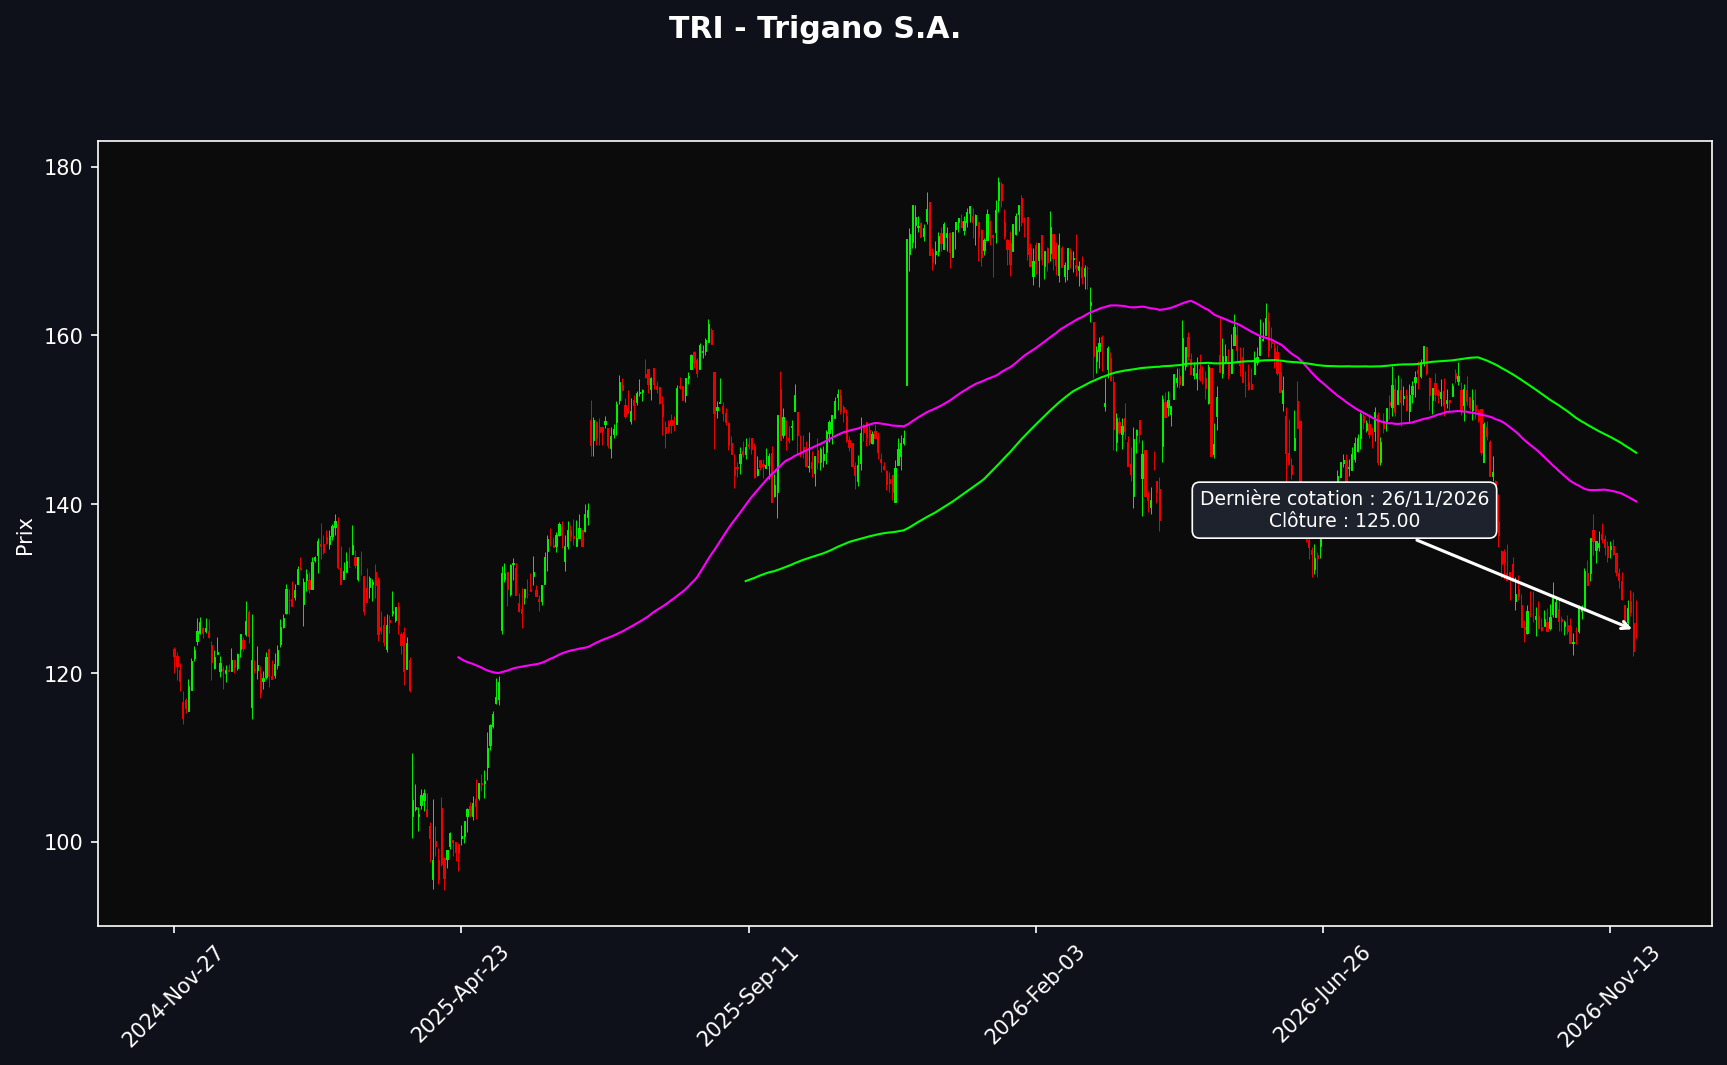 TRI - Trigano S.A.
180
160
140
120
100
Prix
Dernière cotation : 26/11/2026
Clôture : 125.00
2024-Nov-27
2025-Apr-23
2025-Sep-11
2026-Feb-03
2026-Jun-26
2026-Nov-13